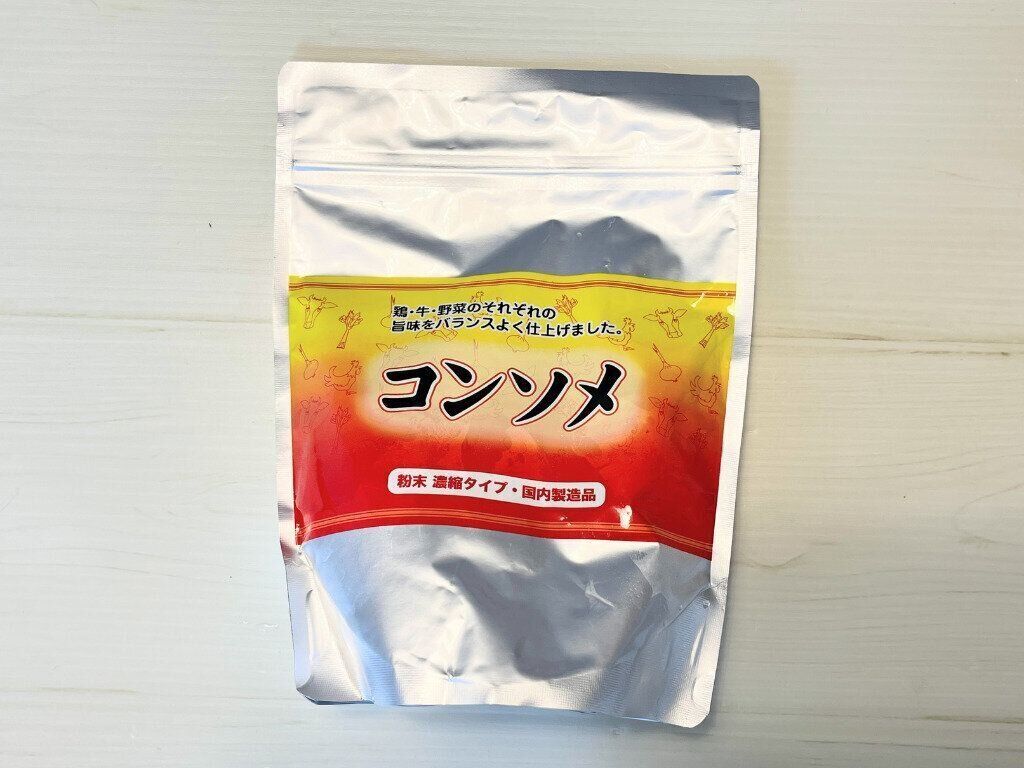 鶏・牛・野菜のそれぞれの
旨味をバランスよく仕上げました。
コンソメ
粉末 濃縮タイプ・国内製造品